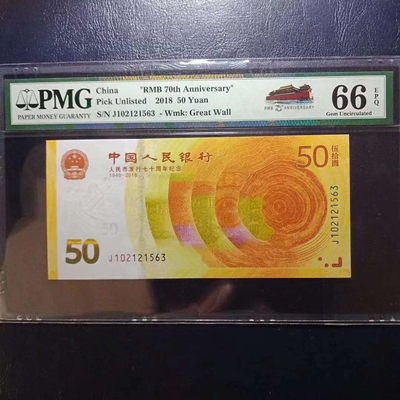 PMG
PAPER MONEY GUARANTY
China "RMB 70th Anniversary"
Pick Unlisted 2018 50 Yuan
S/N J102121563 - Wmk: Great Wall
66
EPQ
Gem Uncirculated
中国人民银行
人民币发行七十周年纪念
1948-2018
50
伍拾圆
J102121563
50
J102121563